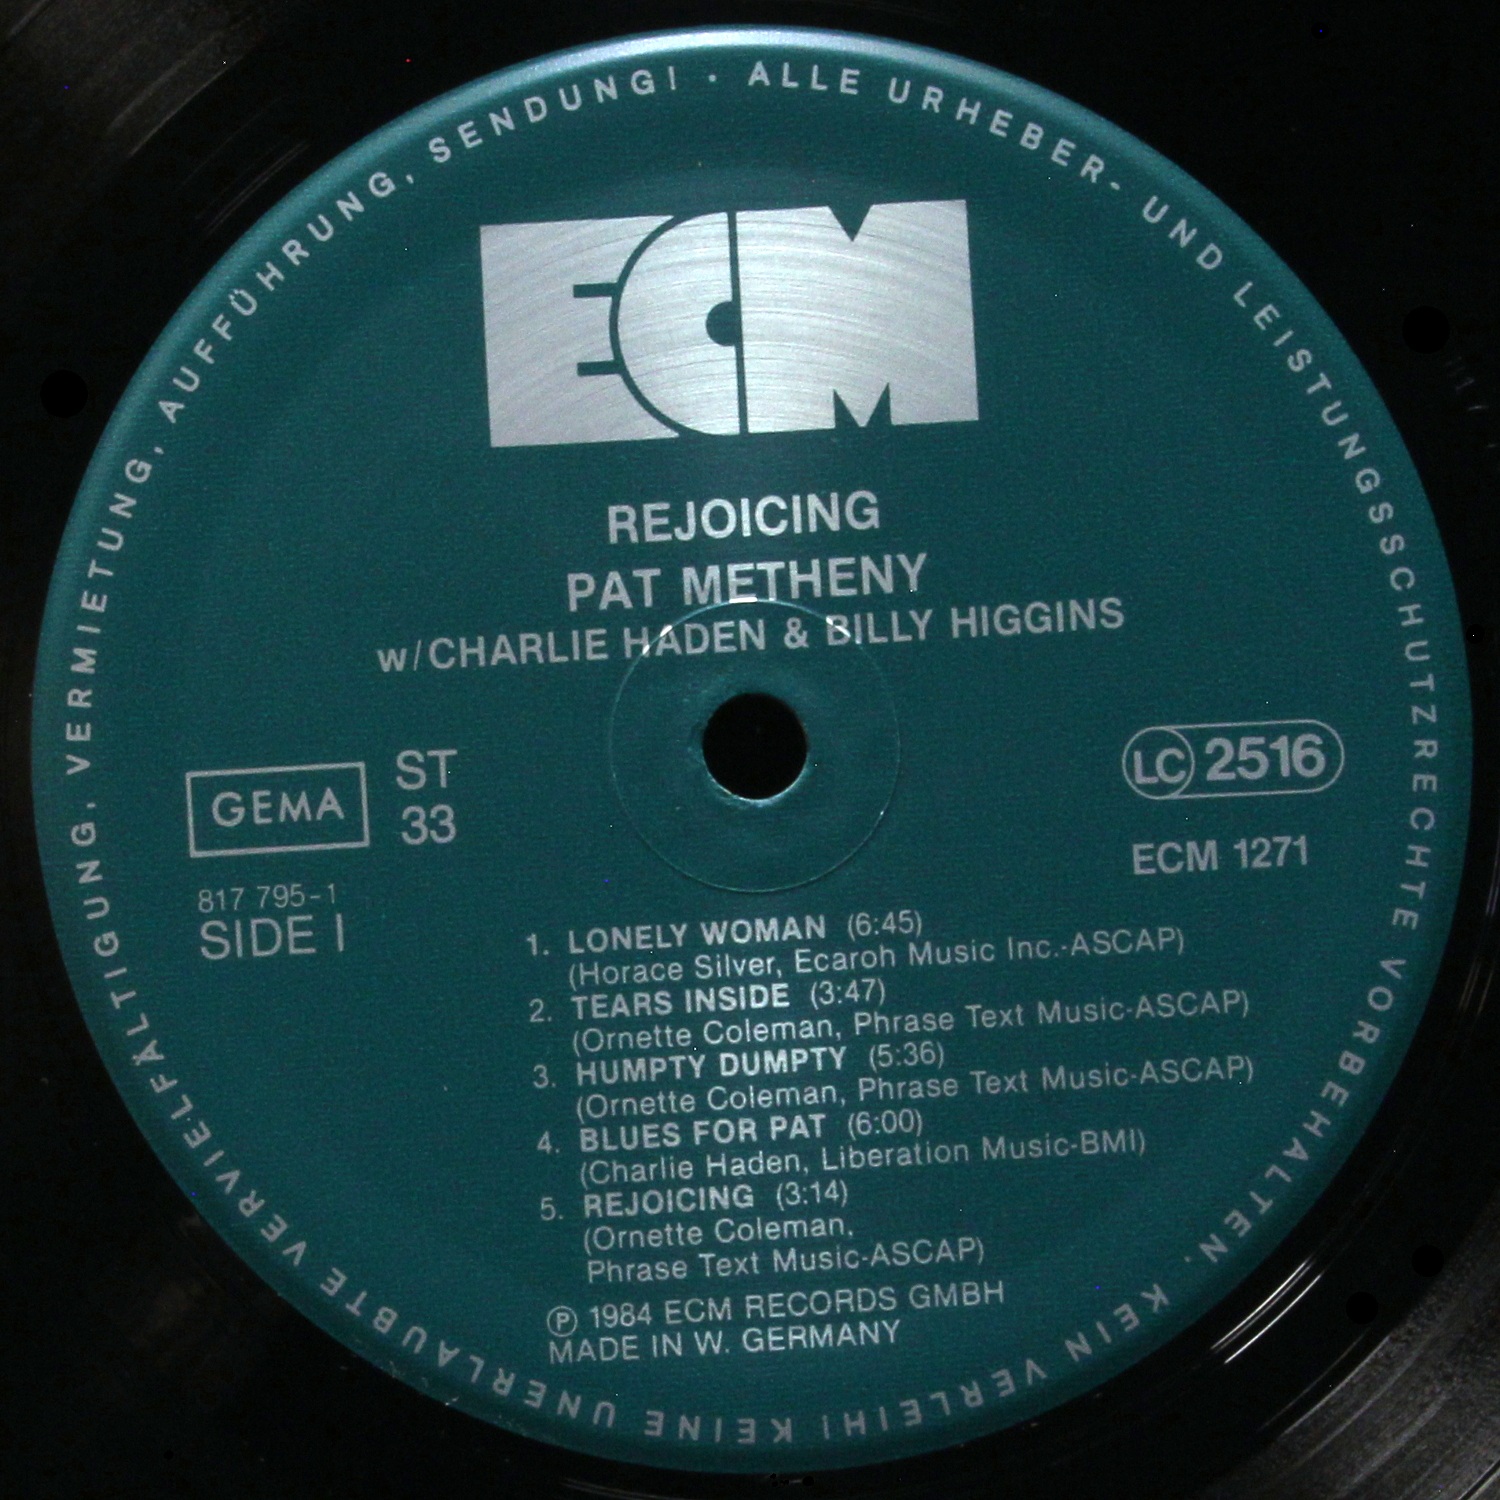 ALLE URHEBER- UND LEISTUNGSSCHUTZRECHTE VORBEHALTEN. KEIN VERLEIH! KEINE UNERLAUBTE VERVIELFÄLTIGUNG, VERMIETUNG, AUFFÜHRUNG, SENDUNG! ·
ECM
REJOICING
PAT METHENY
w/CHARLIE HADEN & BILLY HIGGINS
GEMA
ST
33
LC 2516
817 795-1
SIDE I
ECM 1271
1. LONELY WOMAN (6:45)
(Horace Silver, Ecaroh Music Inc.-ASCAP)
2. TEARS INSIDE (3:47)
(Ornette Coleman, Phrase Text Music-ASCAP)
3. HUMPTY DUMPTY (5:36)
(Ornette Coleman, Phrase Text Music-ASCAP)
4. BLUES FOR PAT (6:00)
(Charlie Haden, Liberation Music-BMI)
5. REJOICING (3:14)
(Ornette Coleman,
Phrase Text Music-ASCAP)
Ⓟ 1984 ECM RECORDS GMBH
MADE IN W. GERMANY